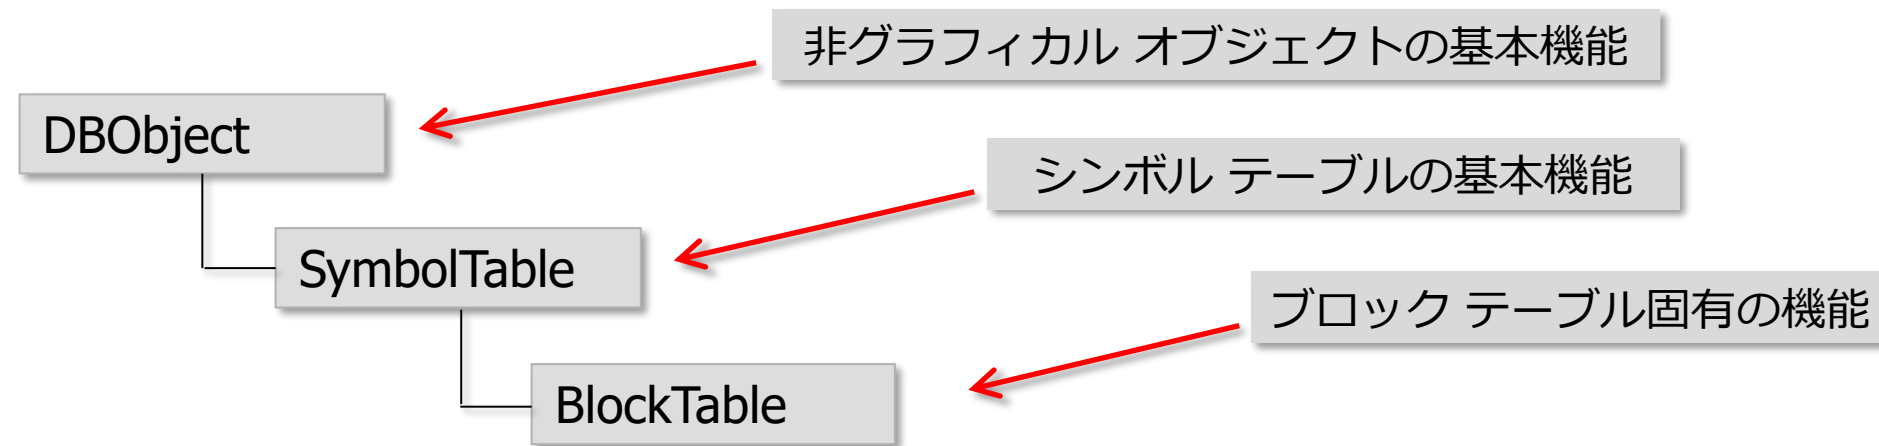 非グラフィカル オブジェクトの基本機能
DBObject
シンボル テーブルの基本機能
SymbolTable
ブロック テーブル固有の機能
BlockTable